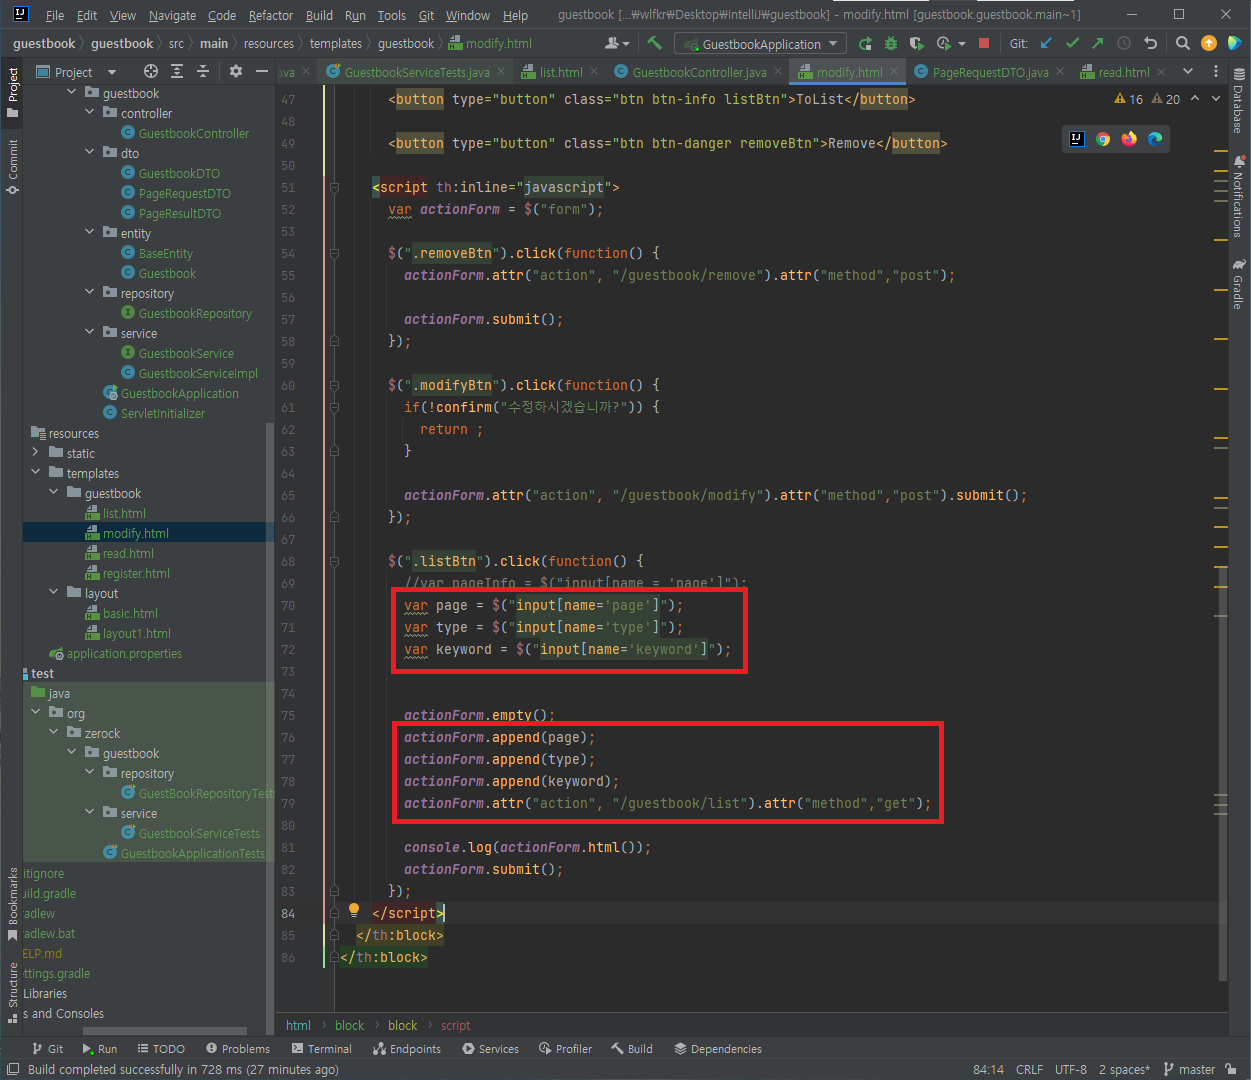 File Edit View Navigate Code Refactor Build Run Tools Git Window Help guestbook [...₩wlfkr₩Desktop₩IntelliJ₩guestbook] - modify.html [guestbook.guestbook.main~1]
guestbook guestbook src main resources templates guestbook modify.html GuestbookApplication Git:
Project ava GuestbookServiceTests.java list.html GuestbookController.java modify.html PageRequestDTO.java read.html
Project
Commit
Bookmarks
Structure
Database
Notifications
Gradle
guestbook
controller
GuestbookController
dto
GuestbookDTO
PageRequestDTO
PageResultDTO
entity
BaseEntity
Guestbook
repository
GuestbookRepository
service
GuestbookService
GuestbookServiceImpl
GuestbookApplication
ServletInitializer
resources
static
templates
guestbook
list.html
modify.html
read.html
register.html
layout
basic.html
layout1.html
application.properties
test
java
org
zerock
guestbook
repository
GuestBookRepositoryTests
service
GuestbookServiceTests
GuestbookApplicationTests
itignore
uild.gradle
radlew
radlew.bat
ELP.md
ettings.gradle
Libraries
s and Consoles
16 20
47 <button type="button" class="btn btn-info listBtn">ToList</button>
48
49 <button type="button" class="btn btn-danger removeBtn">Remove</button>
50
51 <script th:inline="javascript">
52 var actionForm = $("form");
53
54 $(".removeBtn").click(function() {
55 actionForm.attr("action", "/guestbook/remove").attr("method","post");
56
57 actionForm.submit();
58 });
59
60 $(".modifyBtn").click(function() {
61 if(!confirm("수정하시겠습니까?")) {
62 return ;
63 }
64
65 actionForm.attr("action", "/guestbook/modify").attr("method","post").submit();
66 });
67
68 $(".listBtn").click(function() {
69 //var pageInfo = $("input[name = 'page']");
70 var page = $("input[name='page']");
71 var type = $("input[name='type']");
72 var keyword = $("input[name='keyword']");
73
74
75 actionForm.empty();
76 actionForm.append(page);
77 actionForm.append(type);
78 actionForm.append(keyword);
79 actionForm.attr("action", "/guestbook/list").attr("method","get");
80
81 console.log(actionForm.html());
82 actionForm.submit();
83 });
84 </script>
85 </th:block>
86 </th:block>
html block block script
Git Run TODO Problems Terminal Endpoints Services Profiler Build Dependencies
Build completed successfully in 728 ms (27 minutes ago) 84:14 CRLF UTF-8 2 spaces* master